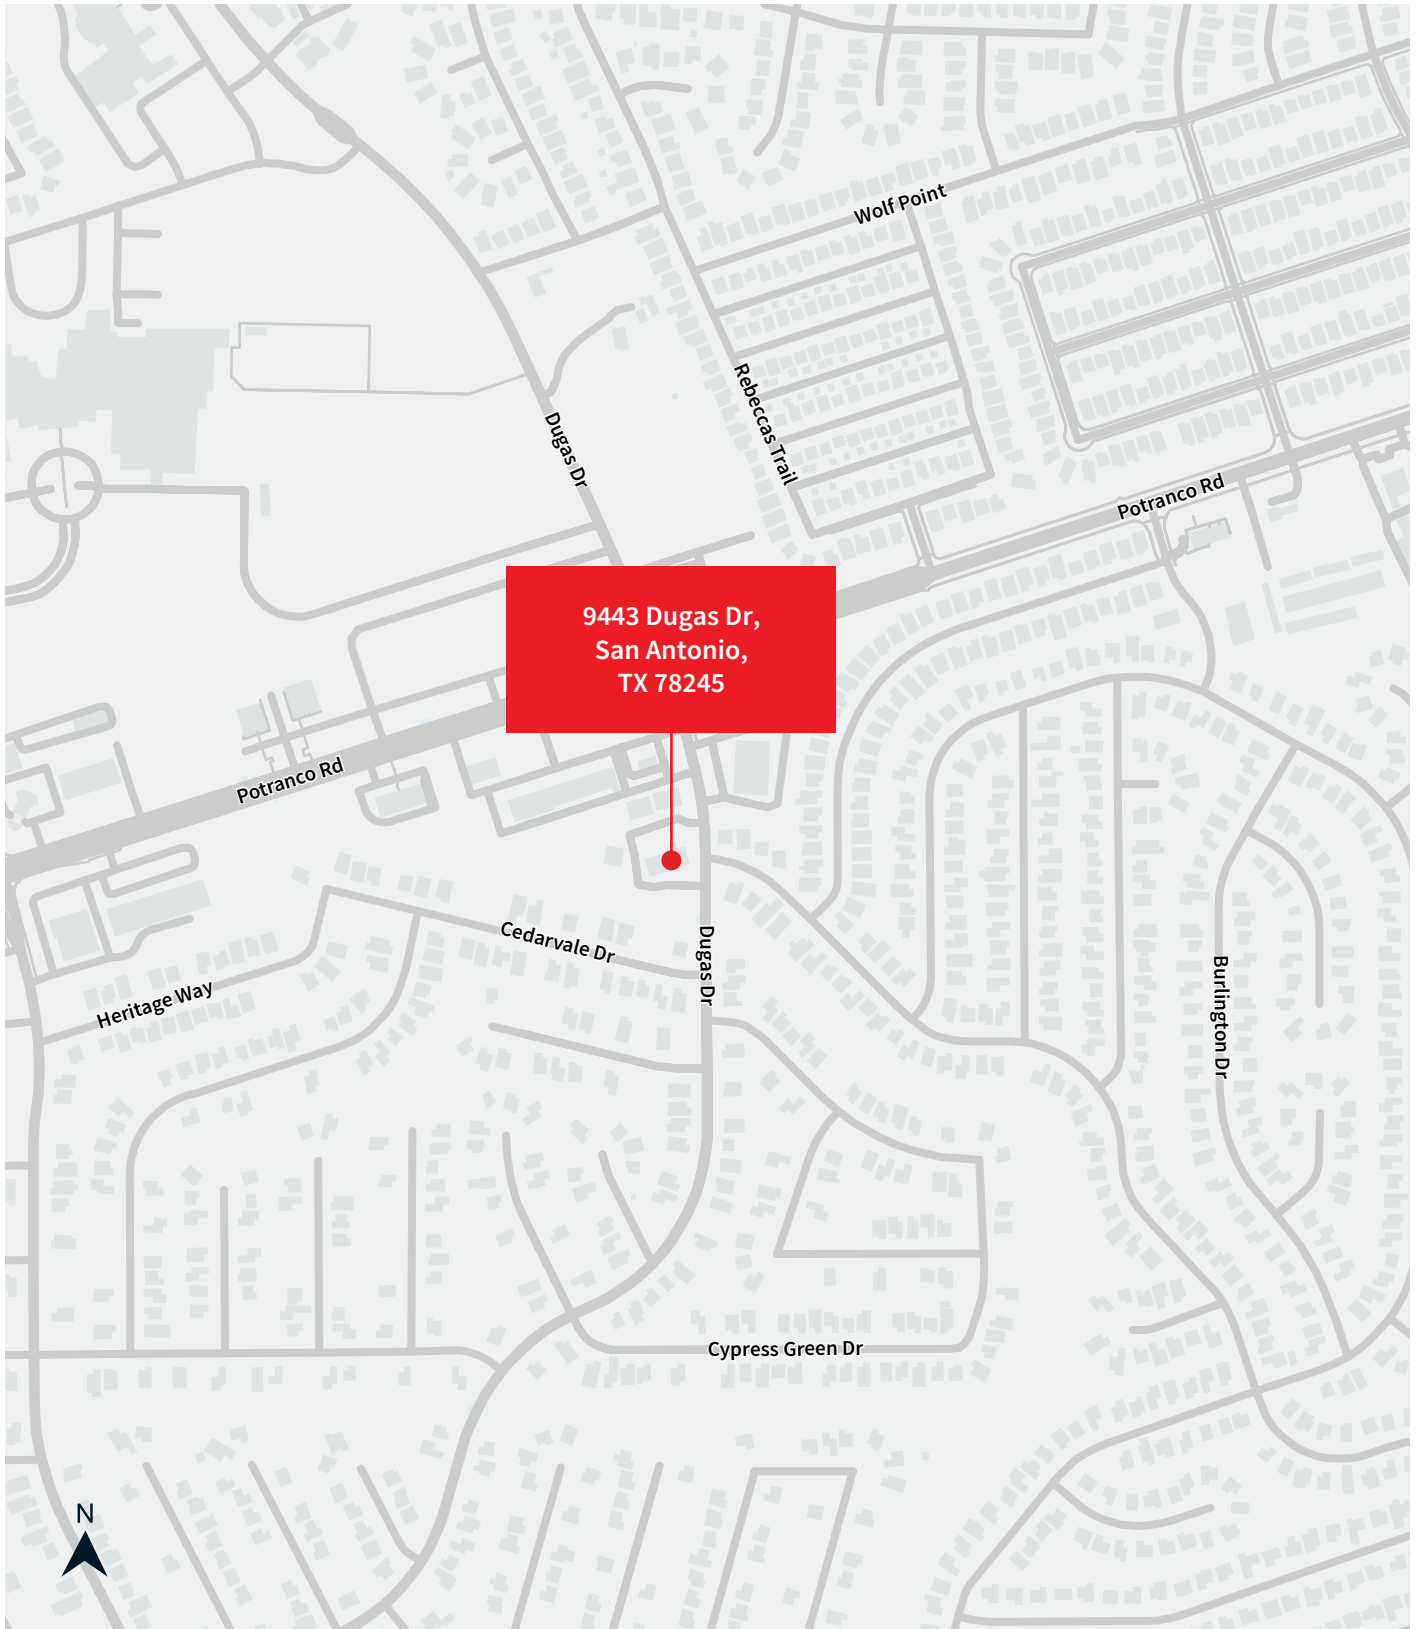 Wolf Point
Rebeccas Trail
Dugas Dr
Potranco Rd
9443 Dugas Dr,
San Antonio,
TX 78245
Potranco Rd
Cedarvale Dr
Dugas Dr
Heritage Way
Burlington Dr
Cypress Green Dr
N